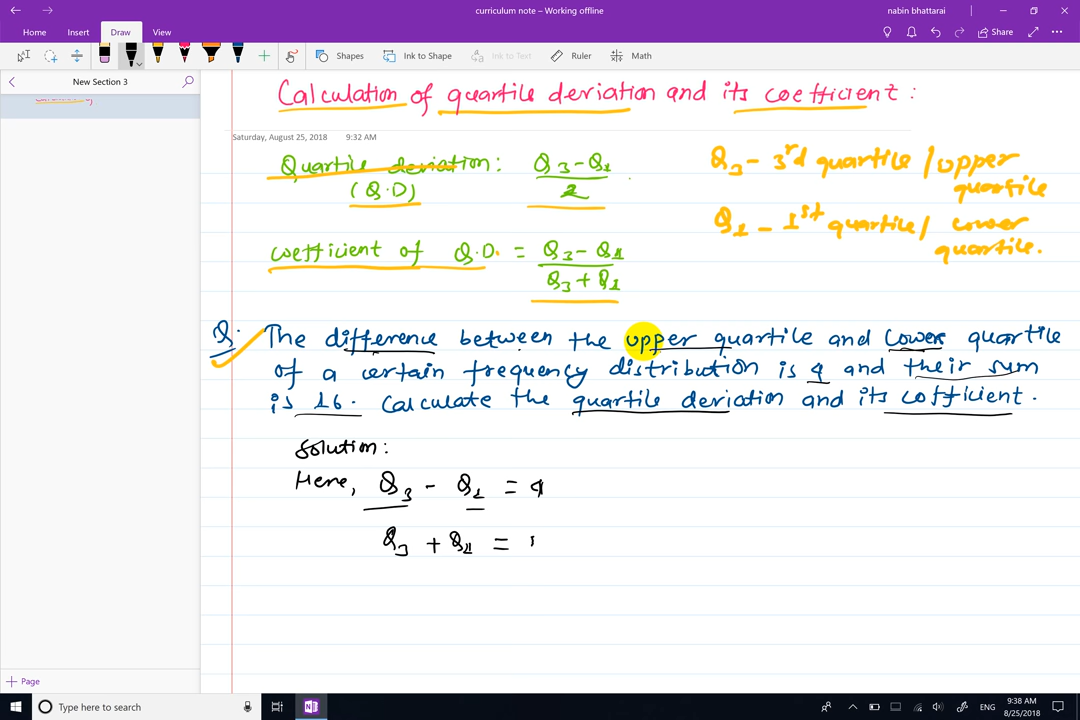 curriculum note – Working offline
nabin bhattarai
Home Insert Draw View
Share
Shapes Ink to Shape Ink to Text Ruler Math
New Section 3
Calculation of
Calculation of quartile deviation and its coefficient :
Saturday, August 25, 2018 9:32 AM
Quartile deviation : Q3 – Q1 / 2
(Q.D)
Q3 – 3rd quartile / upper quartile
Q1 – 1st quartile / lower quartile.
coefficient of Q.D. = Q3 – Q1 / Q3 + Q1
Q. The difference between the upper quartile and Lower quartile
of a certain frequency distribution is 4 and their sum
is 16. Calculate the quartile deviation and its cofficient.
Solution:
Here, Q3 – Q1 = 4
Q3 + Q1 =
Page
Type here to search
ENG
9:38 AM
8/25/2018